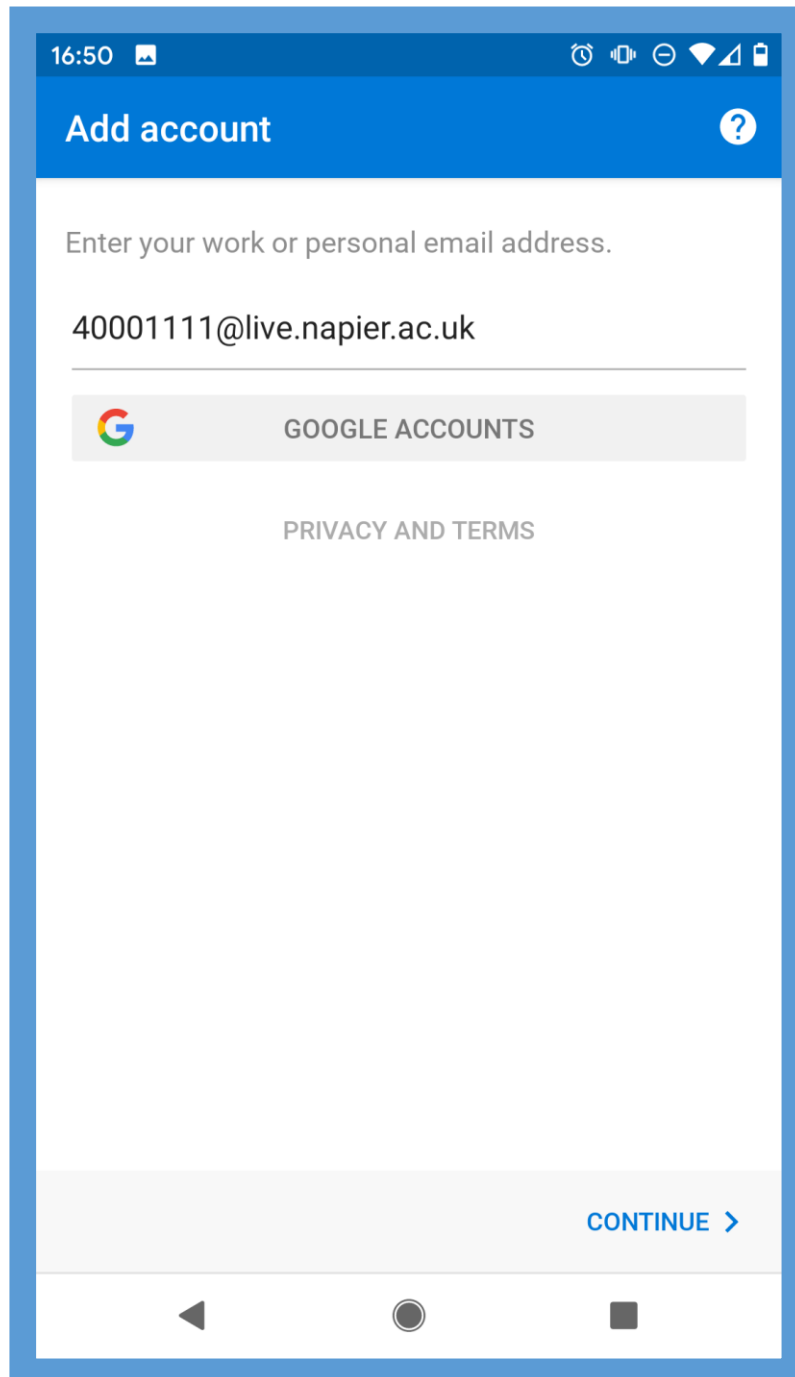 16:50
Add account
Enter your work or personal email address.
40001111@live.napier.ac.uk
GOOGLE ACCOUNTS
PRIVACY AND TERMS
CONTINUE